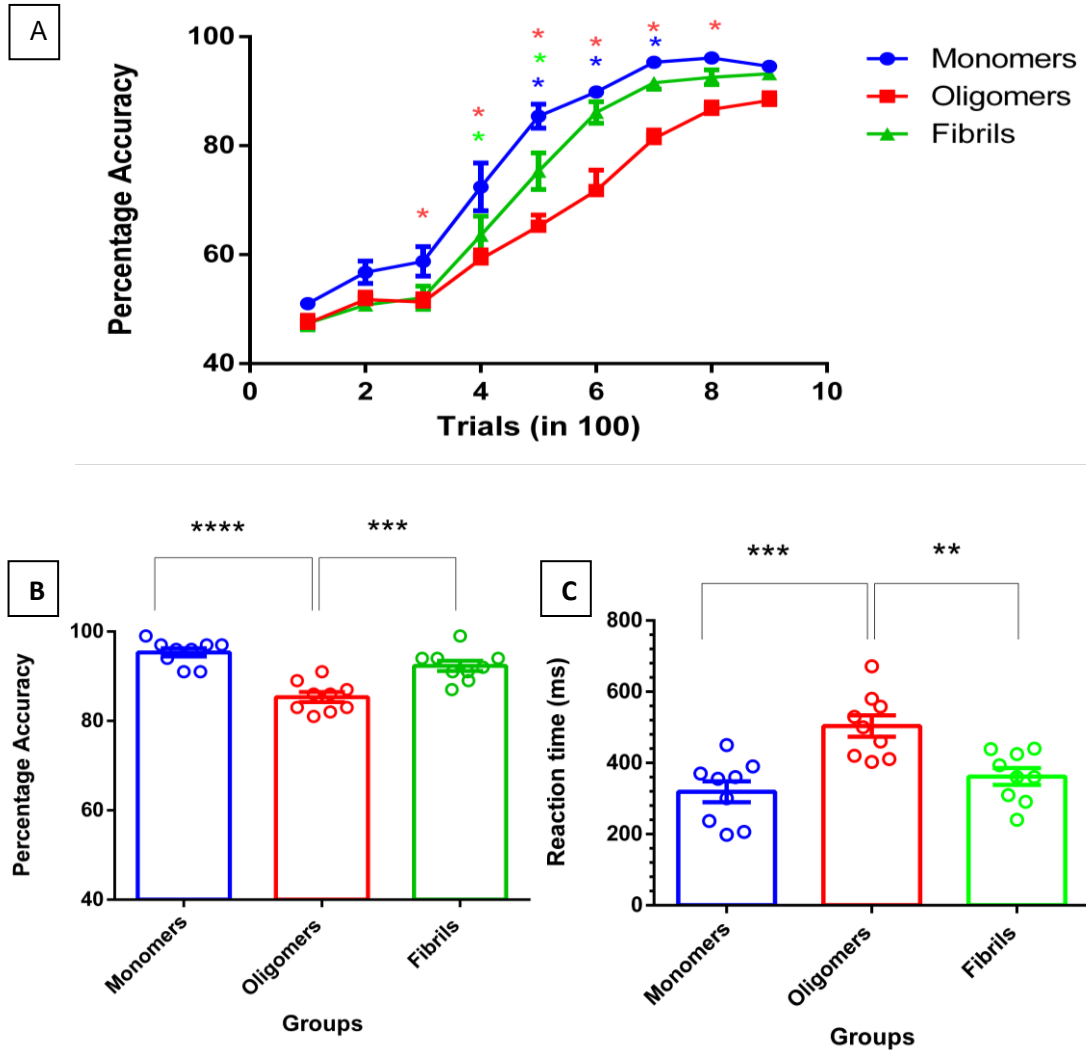 A
Percentage Accuracy
100
80
60
40
0
2
4
6
8
10
Trials (in 100)
*
* *
* * *
* *
* *
*
Monomers
Oligomers
Fibrils
B
**** ***
Percentage Accuracy
100
80
60
40
Monomers
Oligomers
Fibrils
Groups
C
*** **
Reaction time (ms)
800
600
400
200
0
Monomers
Oligomers
Fibrils
Groups